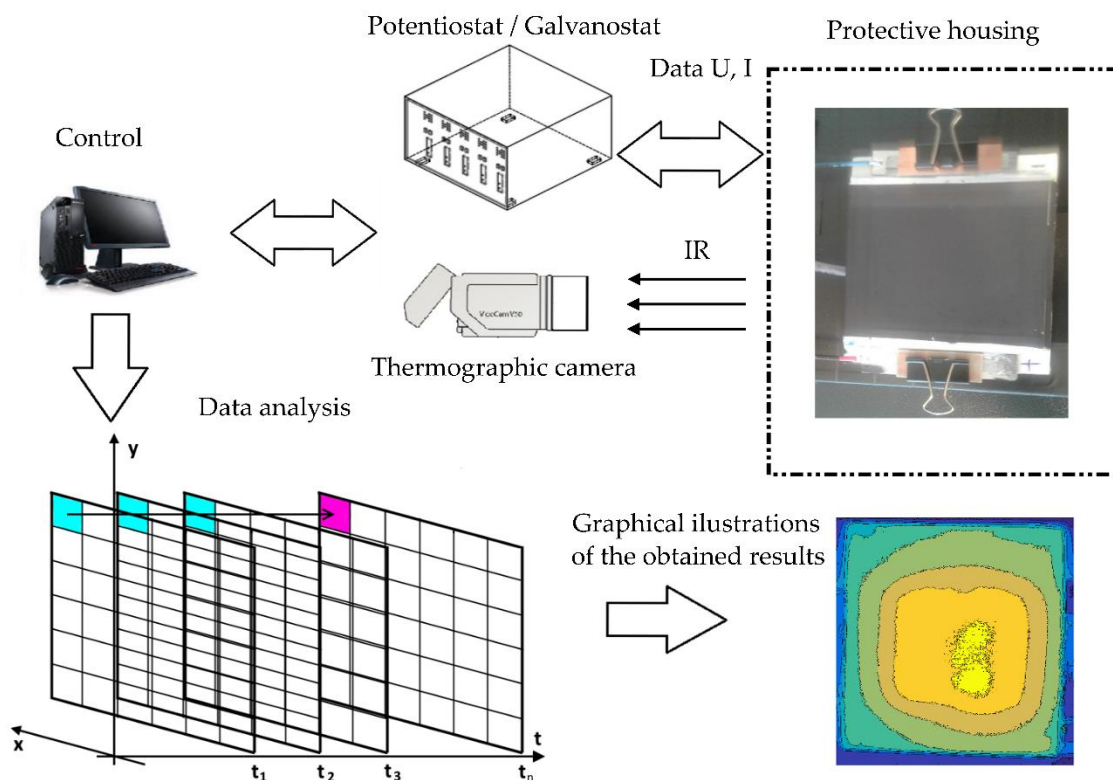 Potentiostat / Galvanostat
Protective housing
Data U, I
Control
IR
Thermographic camera
Data analysis
y
Graphical ilustrations
of the obtained results
x
t
t₁
t₂
t₃
tₙ